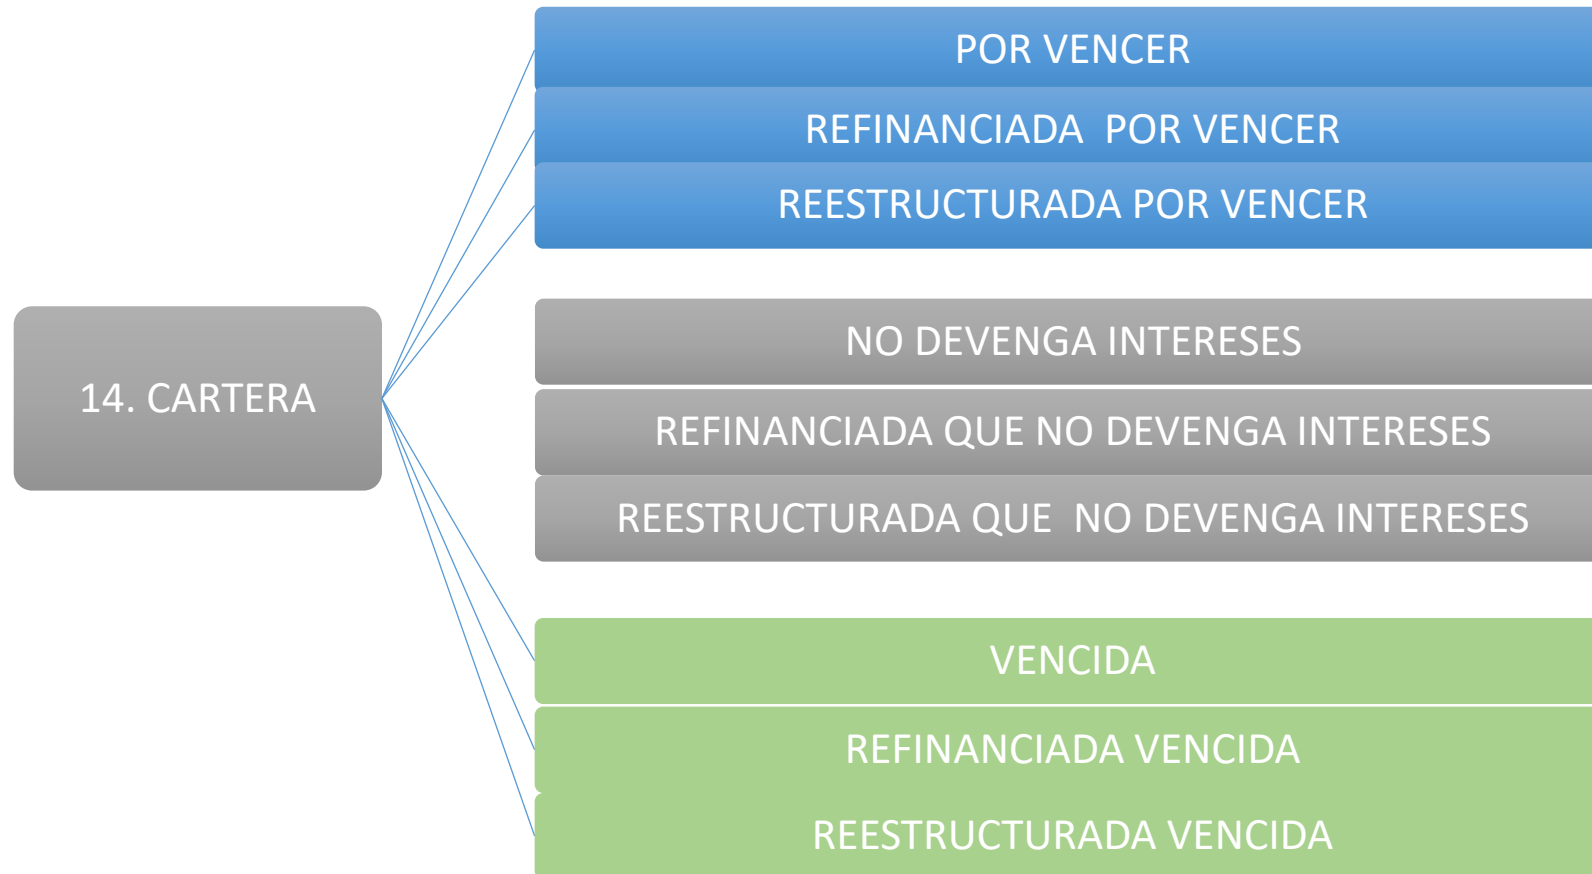 POR VENCER
REFINANCIADA  POR VENCER
REESTRUCTURADA POR VENCER
14. CARTERA
NO DEVENGA INTERESES
REFINANCIADA QUE NO DEVENGA INTERESES
REESTRUCTURADA QUE  NO DEVENGA INTERESES
VENCIDA
REFINANCIADA VENCIDA
REESTRUCTURADA VENCIDA